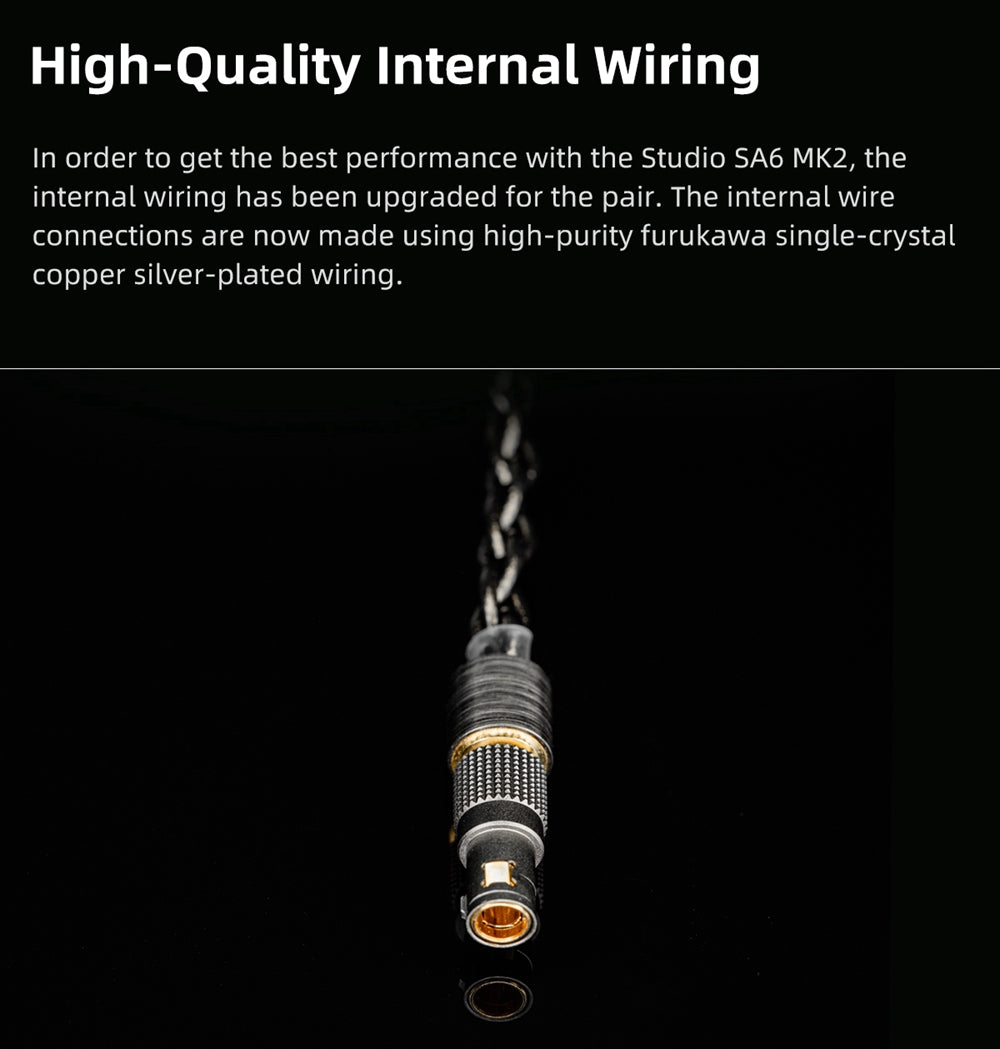 High-Quality Internal Wiring
In order to get the best performance with the Studio SA6 MK2, the
internal wiring has been upgraded for the pair. The internal wire
connections are now made using high-purity furukawa single-crystal
copper silver-plated wiring.